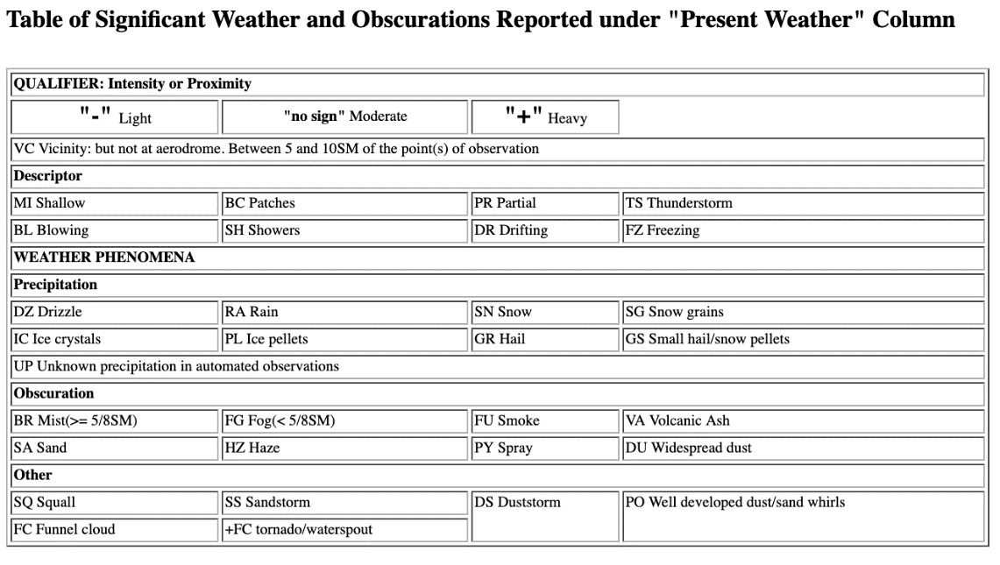 Table of Significant Weather and Obscurations Reported under "Present Weather" Column
QUALIFIER: Intensity or Proximity
"-" Light "no sign" Moderate "+" Heavy
VC Vicinity: but not at aerodrome. Between 5 and 10SM of the point(s) of observation
Descriptor
MI Shallow BC Patches PR Partial TS Thunderstorm
BL Blowing SH Showers DR Drifting FZ Freezing
WEATHER PHENOMENA
Precipitation
DZ Drizzle RA Rain SN Snow SG Snow grains
IC Ice crystals PL Ice pellets GR Hail GS Small hail/snow pellets
UP Unknown precipitation in automated observations
Obscuration
BR Mist(>= 5/8SM) FG Fog(< 5/8SM) FU Smoke VA Volcanic Ash
SA Sand HZ Haze PY Spray DU Widespread dust
Other
SQ Squall SS Sandstorm DS Duststorm PO Well developed dust/sand whirls
FC Funnel cloud +FC tornado/waterspout